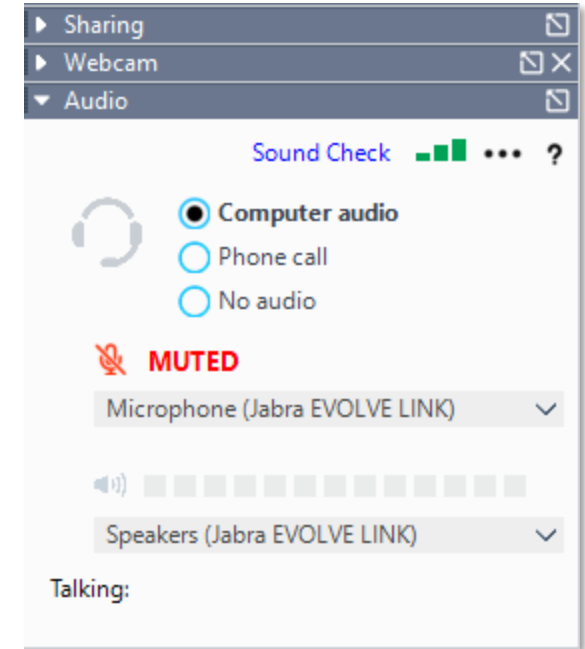 Sharing
Webcam
Audio
Sound Check ?
Computer audio
Phone call
No audio
MUTED
Microphone (Jabra EVOLVE LINK)
Speakers (Jabra EVOLVE LINK)
Talking: